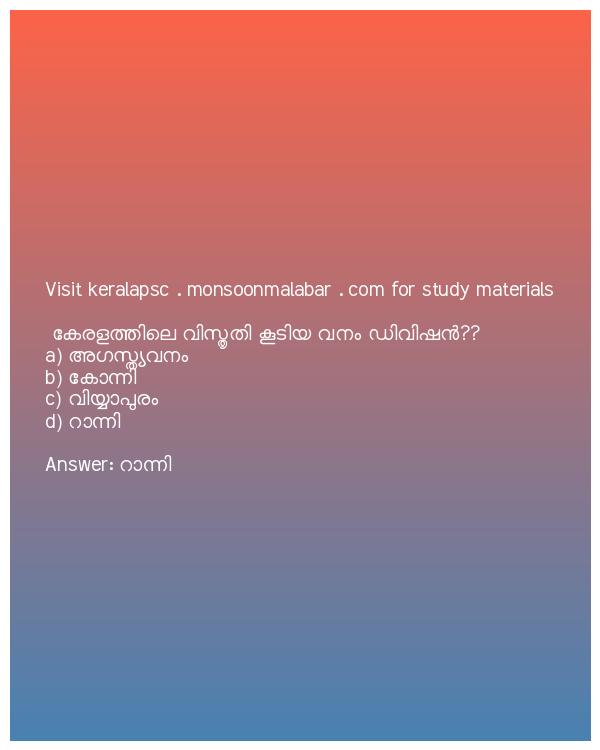 Visit keralapsc . monsoonmalabar . com for study materials
കേരളത്തിലെ വിസ്തൃതി കൂടിയ വനം ഡിവിഷൻ??
a) അഗസ്ത്യവനം
b) കോന്നി
c) വിയ്യാപുരം
d) റാന്നി
Answer: റാന്നി